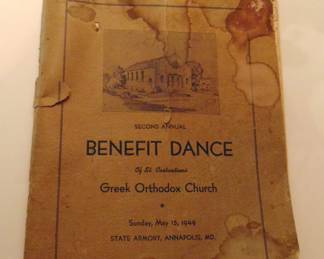 SECOND ANNUAL
BENEFIT DANCE
Of St. Constantine
Greek Orthodox Church
Sunday, May 15, 1949
STATE ARMORY, ANNAPOLIS, MD.